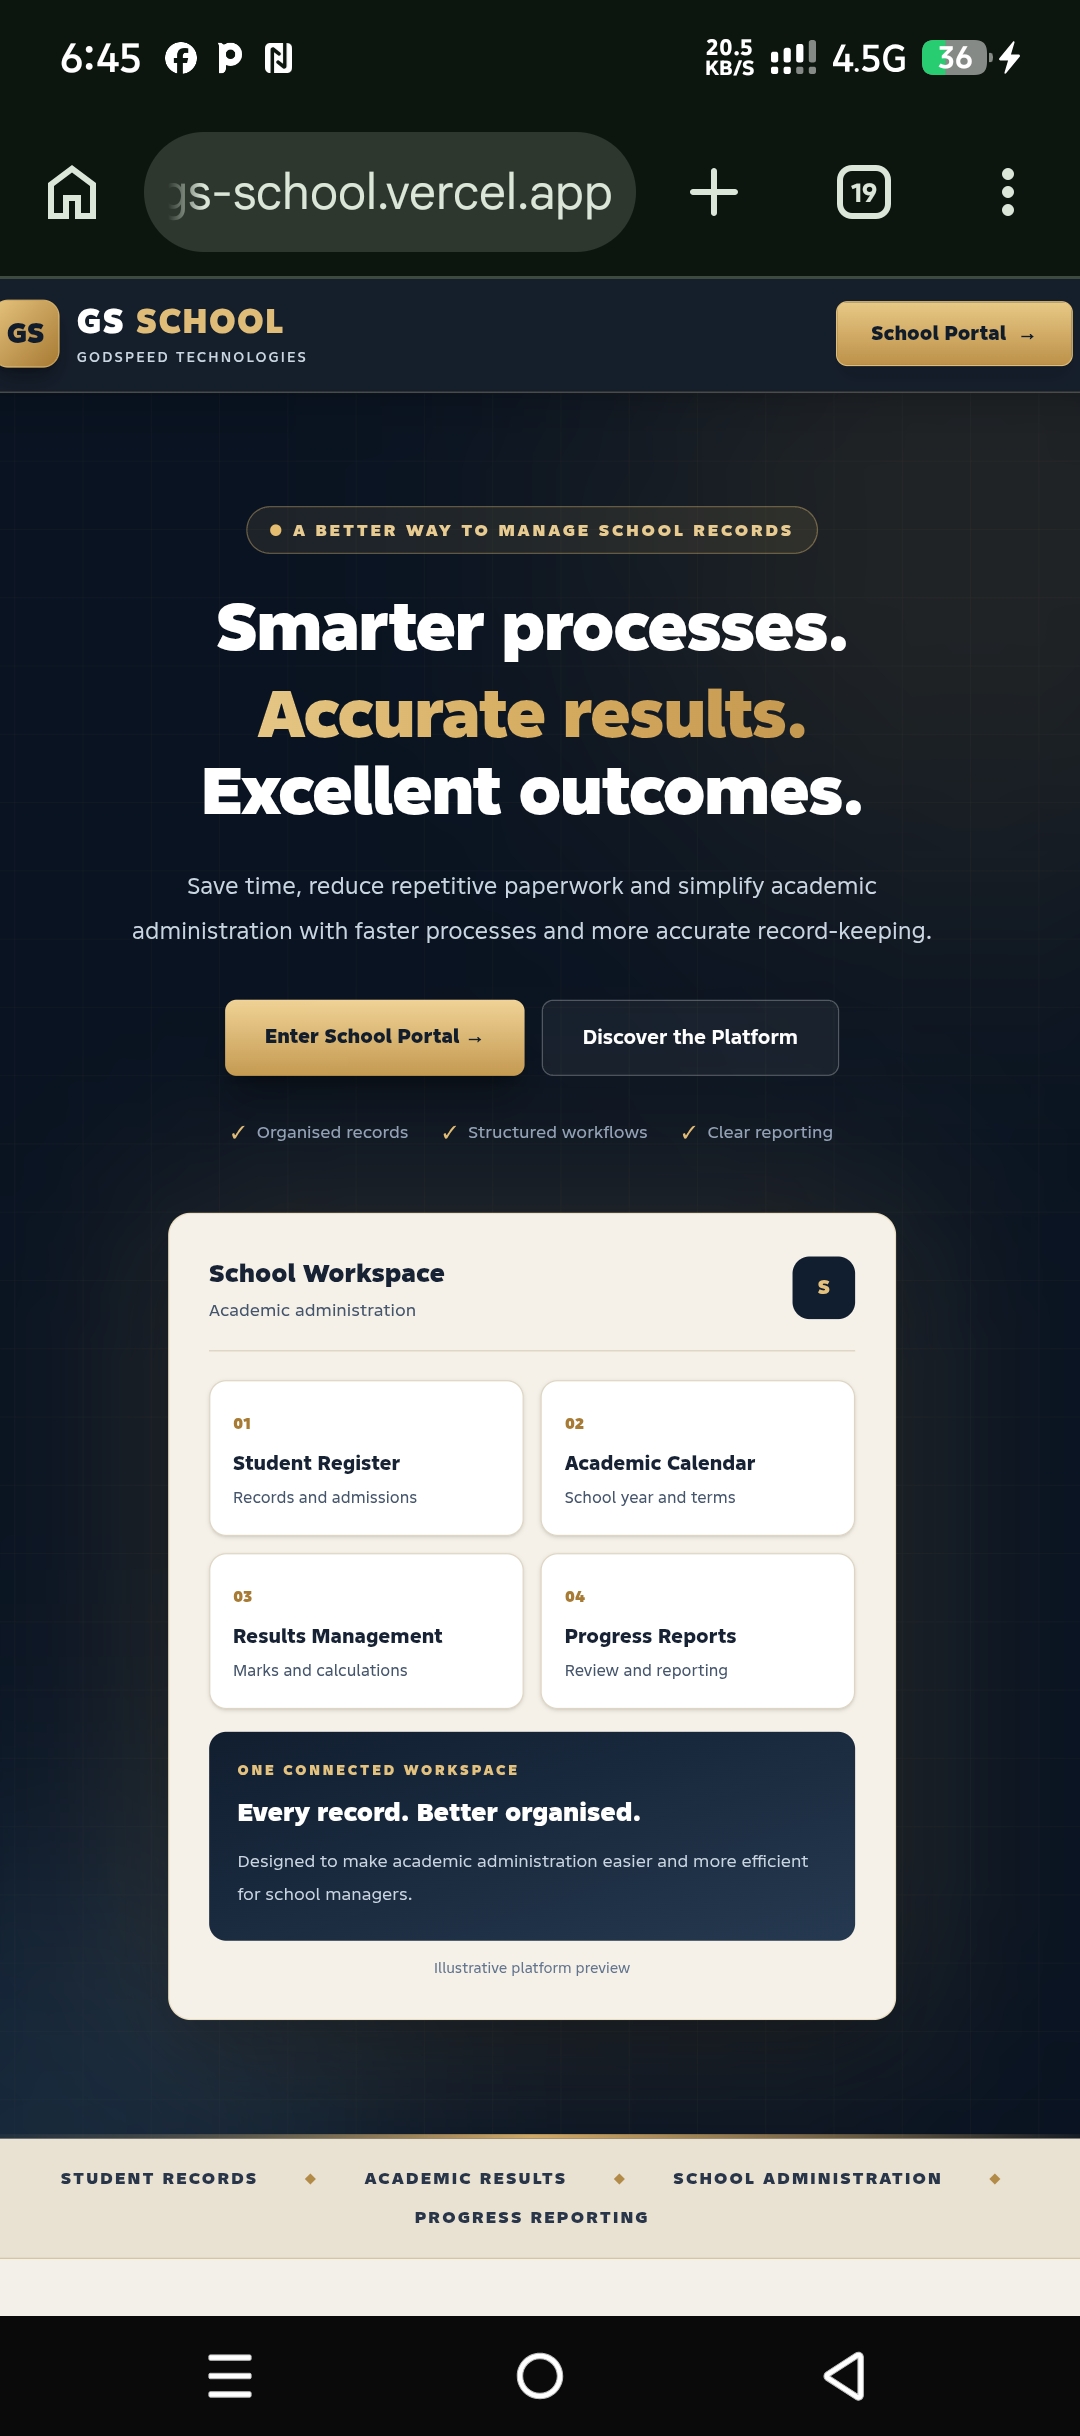 6:45
20.5
KB/S
4.5G
36
gs-school.vercel.app
19
GS
GS SCHOOL
GODSPEED TECHNOLOGIES
School Portal →
A BETTER WAY TO MANAGE SCHOOL RECORDS
Smarter processes.
Accurate results.
Excellent outcomes.
Save time, reduce repetitive paperwork and simplify academic
administration with faster processes and more accurate record-keeping.
Enter School Portal →
Discover the Platform
✓ Organised records
✓ Structured workflows
✓ Clear reporting
School Workspace
S
Academic administration
01
Student Register
Records and admissions
02
Academic Calendar
School year and terms
03
Results Management
Marks and calculations
04
Progress Reports
Review and reporting
ONE CONNECTED WORKSPACE
Every record. Better organised.
Designed to make academic administration easier and more efficient
for school managers.
Illustrative platform preview
STUDENT RECORDS ◆ ACADEMIC RESULTS ◆ SCHOOL ADMINISTRATION ◆
PROGRESS REPORTING